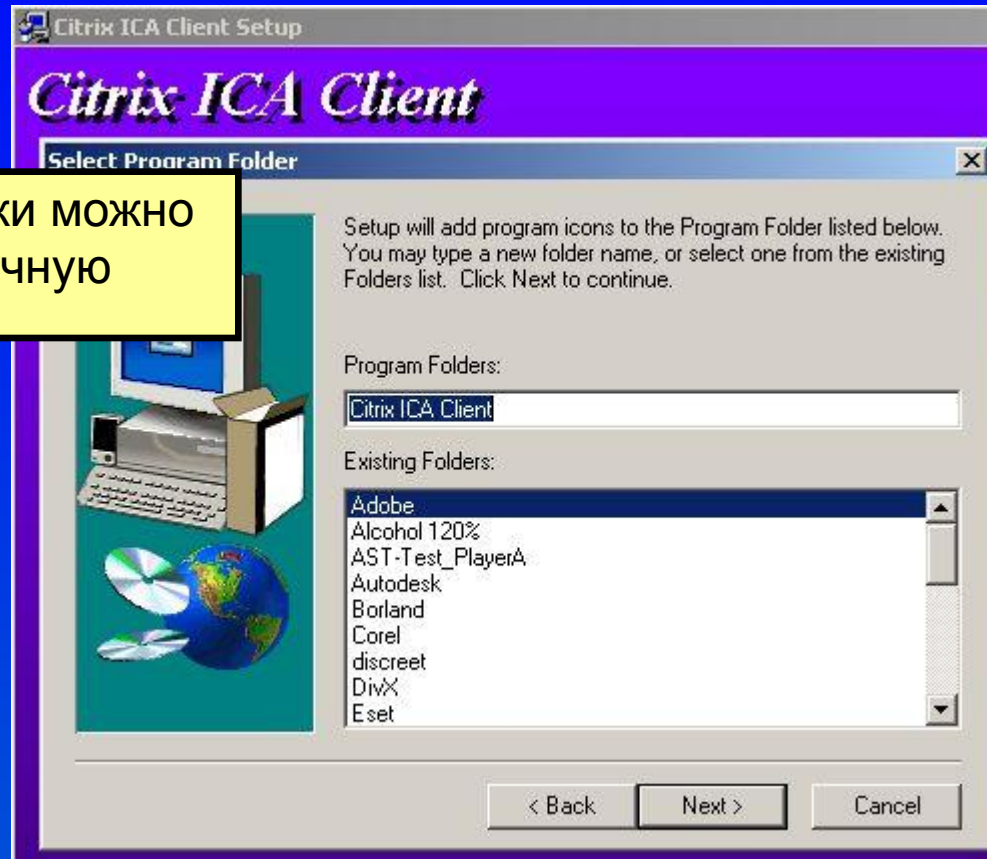 Citrix ICA Client Setup
Citrix ICA Client
Select Program Folder
можно
Setup will add program icons to the Program Folder listed below.
You may type a new folder name, or select one from the existing
Folders list. Click Next to continue.
Program Folders:
Citrix ICA Client
Existing Folders:
Adobe
Alcohol 120%
AST-Test_PlayerA
Autodesk
Borland
Corel
discreet
DivX
Eset
< Back
Next >
Cancel